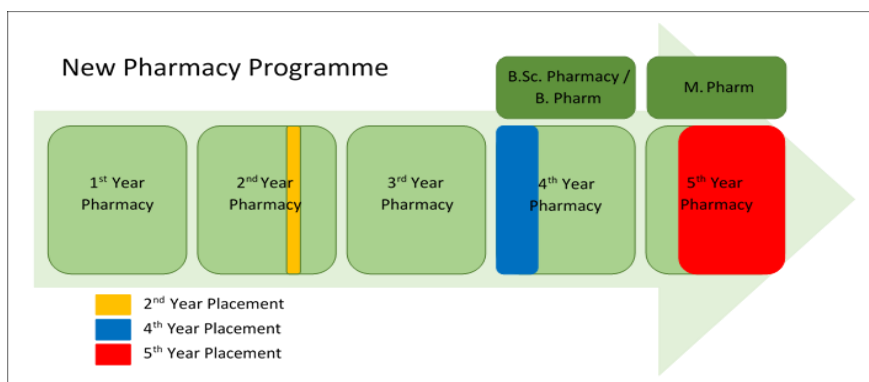 New Pharmacy Programme
B.Sc. Pharmacy /
B. Pharm
M. Pharm
1st Year
Pharmacy
2nd Year
Pharmacy
3rd Year
Pharmacy
4th Year
Pharmacy
5th Year
Pharmacy
2nd Year Placement
4th Year Placement
5th Year Placement